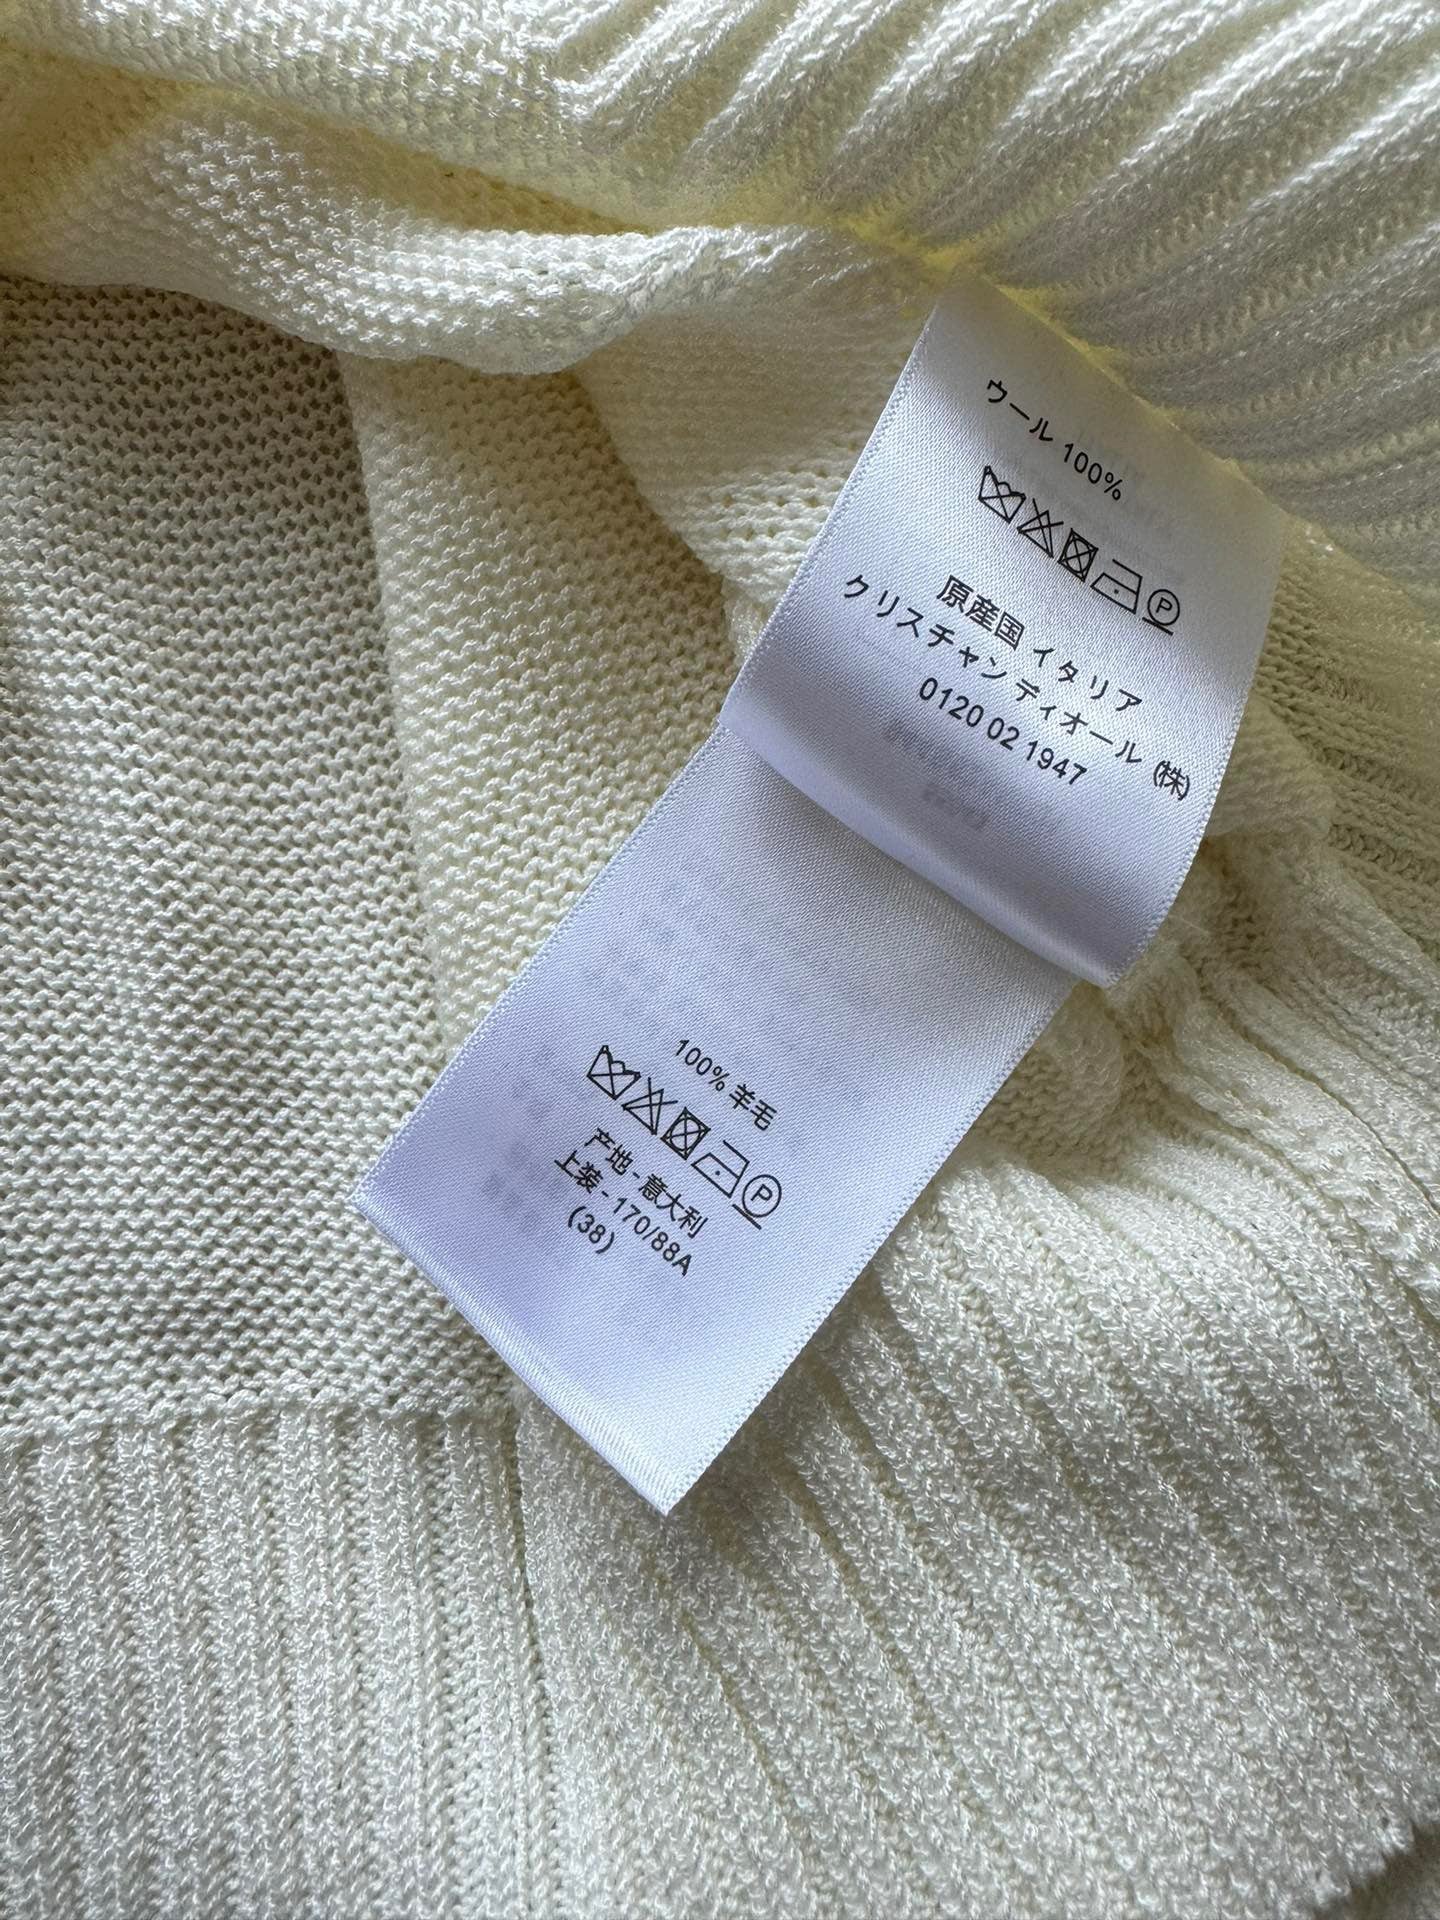 ウール 100%
P
原産国 イタリア
クリスチャン ディオール (株)
0120 02 1947
100% 羊毛
P
产地 - 意大利
上装 - 170/88A
(38)